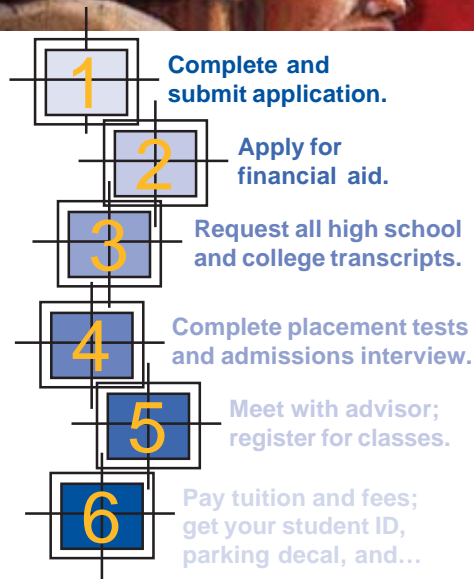 1
Complete and
submit application.
2
Apply for
financial aid.
3
Request all high school
and college transcripts.
4
Complete placement tests
and admissions interview.
5
Meet with advisor;
register for classes.
6
Pay tuition and fees;
get your student ID,
parking decal, and…